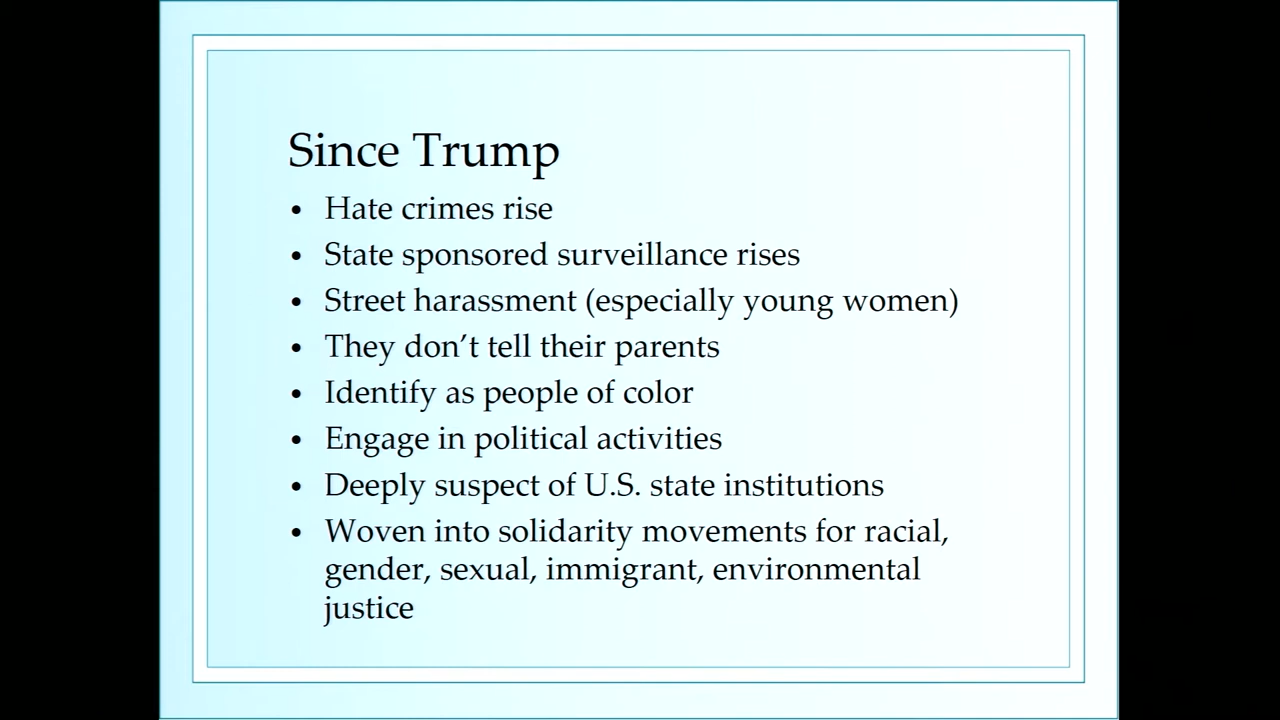 Since Trump
• Hate crimes rise
• State sponsored surveillance rises
• Street harassment (especially young women)
• They don’t tell their parents
• Identify as people of color
• Engage in political activities
• Deeply suspect of U.S. state institutions
• Woven into solidarity movements for racial,
gender, sexual, immigrant, environmental
justice